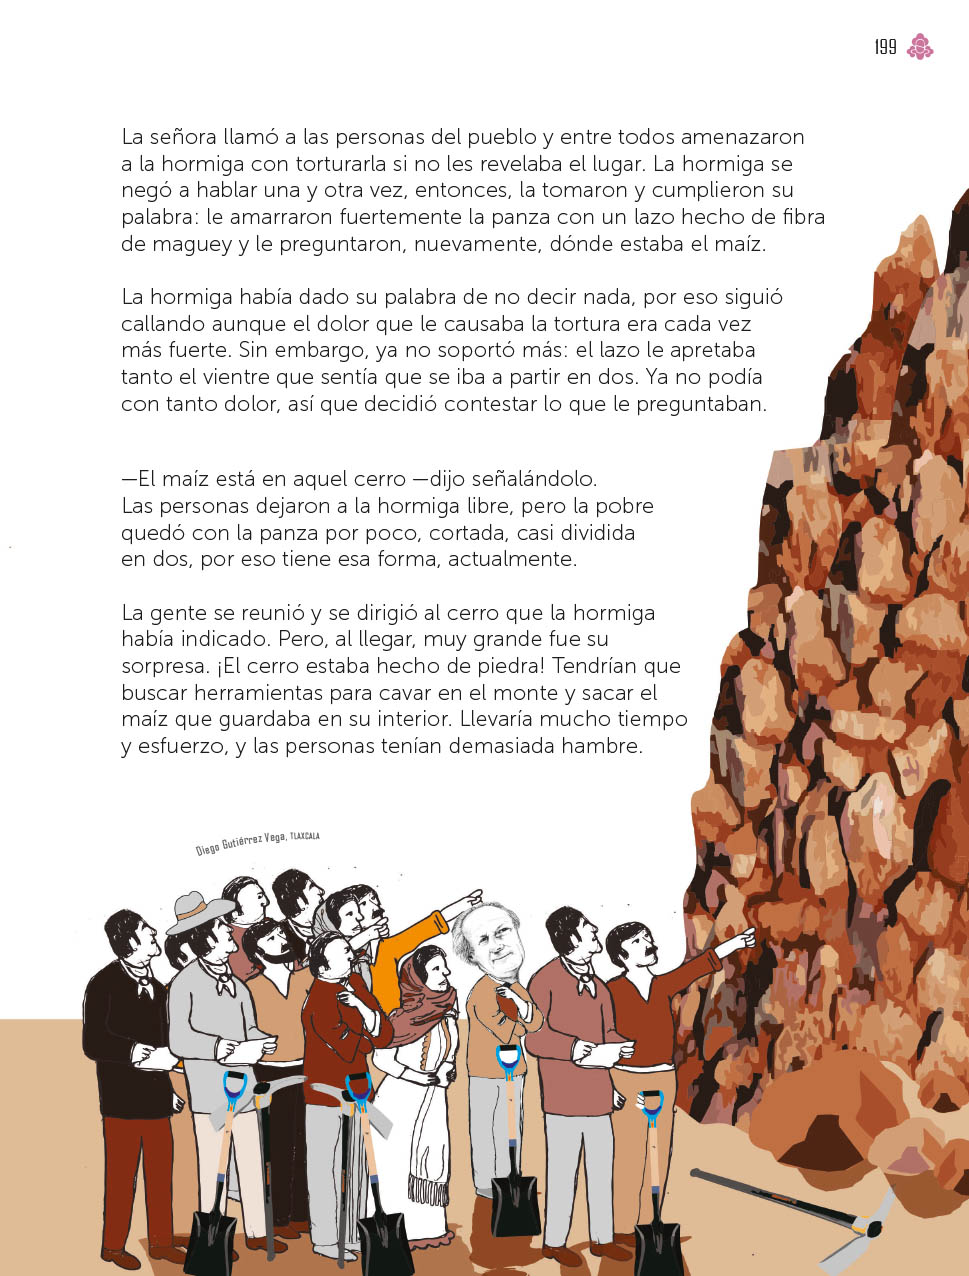 199
La señora llamó a las personas del pueblo y entre todos amenazaron
a la hormiga con torturarla si no les revelaba el lugar. La hormiga se
negó a hablar una y otra vez, entonces, la tomaron y cumplieron su
palabra: le amarraron fuertemente la panza con un lazo hecho de fibra
de maguey y le preguntaron, nuevamente, dónde estaba el maíz.
La hormiga había dado su palabra de no decir nada, por eso siguió
callando aunque el dolor que le causaba la tortura era cada vez
más fuerte. Sin embargo, ya no soportó más: el lazo le apretaba
tanto el vientre que sentía que se iba a partir en dos. Ya no podía
con tanto dolor, así que decidió contestar lo que le preguntaban.
—El maíz está en aquel cerro —dijo señalándolo.
Las personas dejaron a la hormiga libre, pero la pobre
quedó con la panza por poco, cortada, casi dividida
en dos, por eso tiene esa forma, actualmente.
La gente se reunió y se dirigió al cerro que la hormiga
había indicado. Pero, al llegar, muy grande fue su
sorpresa. ¡El cerro estaba hecho de piedra! Tendrían que
buscar herramientas para cavar en el monte y sacar el
maíz que guardaba en su interior. Llevaría mucho tiempo
y esfuerzo, y las personas tenían demasiada hambre.
Diego Gutiérrez Vega, TLAXCALA